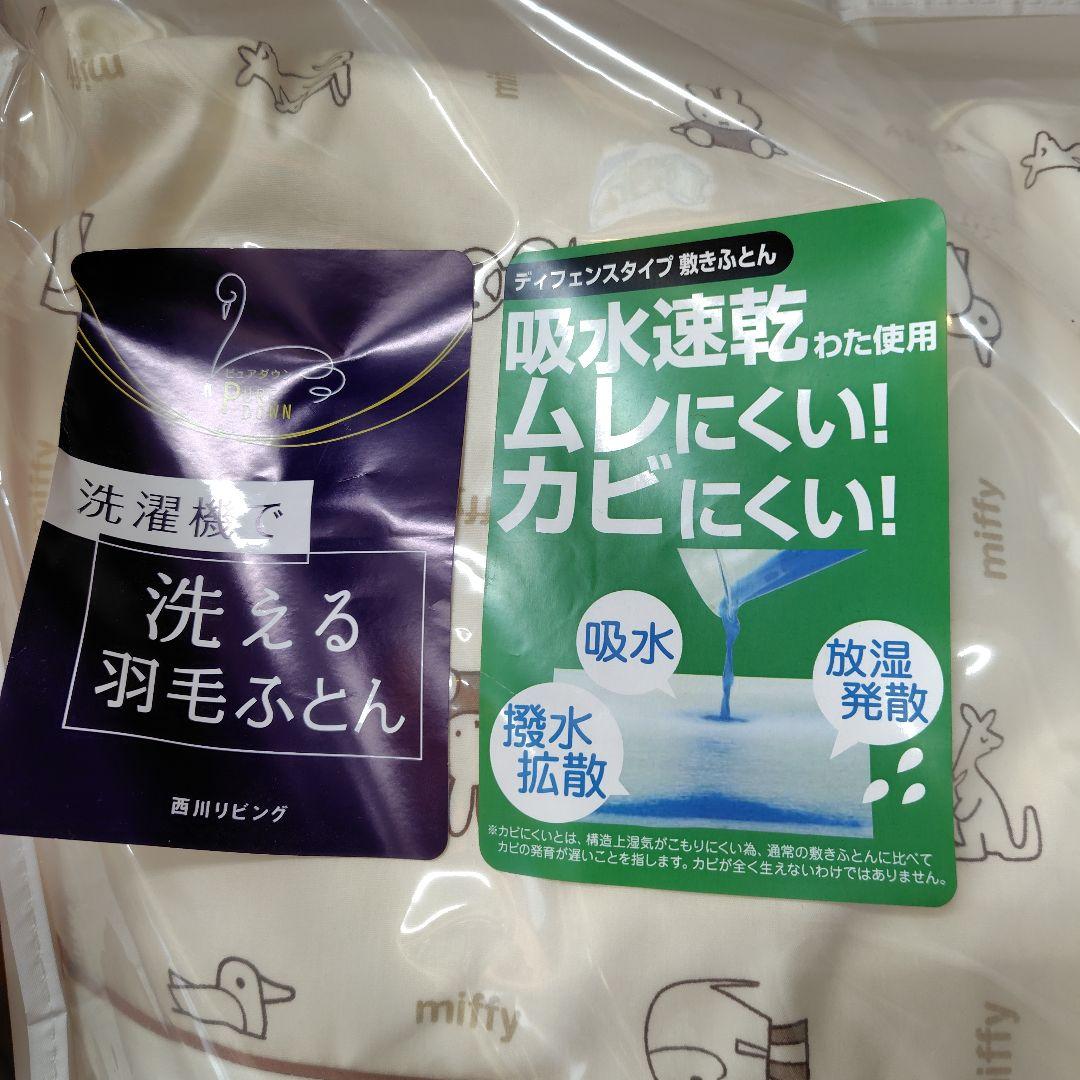 miffy
miffy
ピュアダウン
PURE
DOWN
洗濯機で
洗える
羽毛ふとん
西川リビング
ディフェンスタイプ 敷きふとん
吸水速乾わた使用
ムレにくい!
カビにくい!
吸水
放湿
発散
撥水
拡散
※カビにくいとは、構造上湿気がこもりにくい為、通常の敷きふとんに比べて
カビの発育が遅いことを指します。カビが全く生えないわけではありません。
miffy
miffy
miffy
miffy